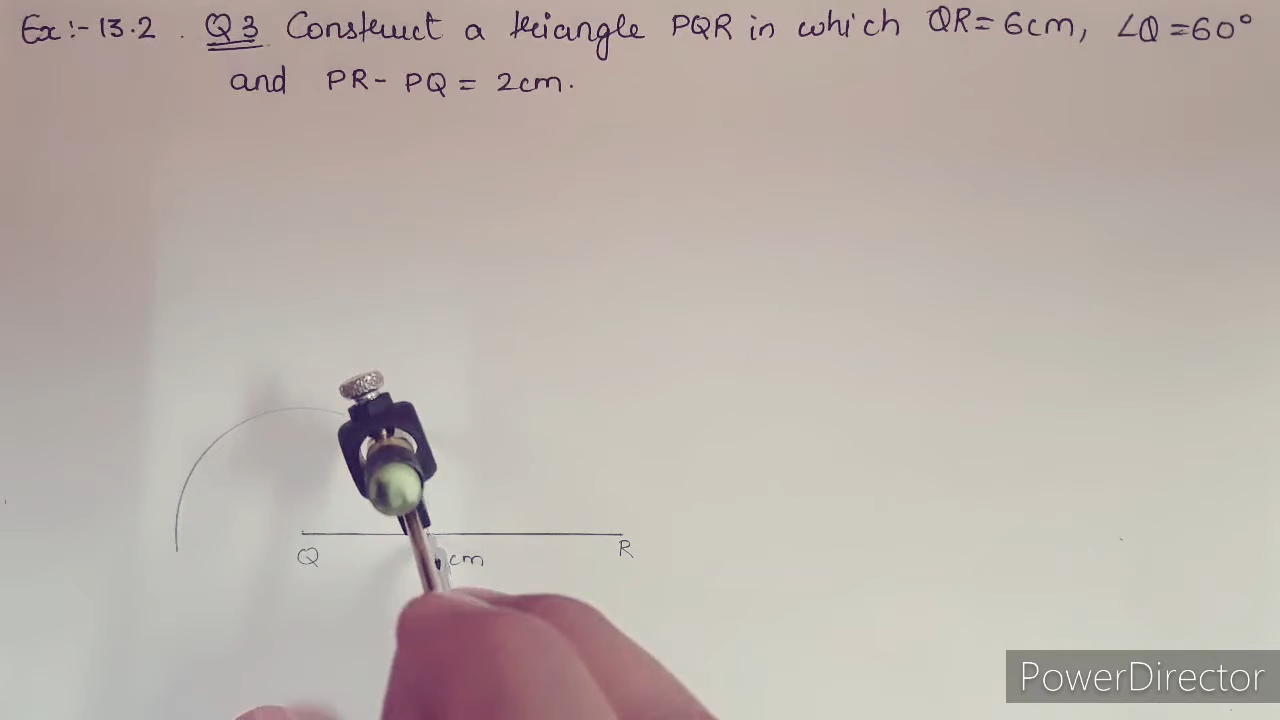 Ex:- 13.2 . Q3 Construct a triangle PQR in which QR = 6cm, ∠Q = 60°
and PR - PQ = 2cm.
Q
cm
R
PowerDirector